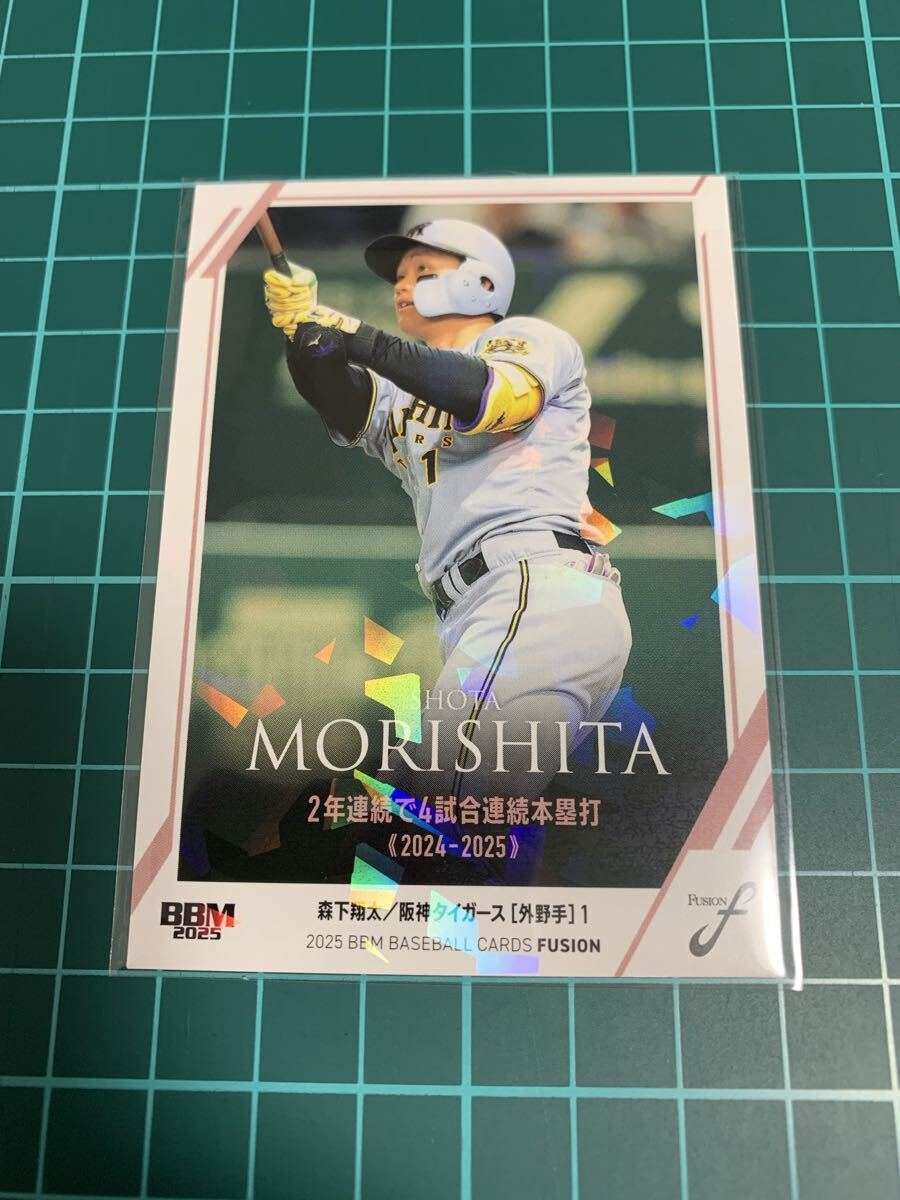 1
SHOTA
MORISHITA
2年連続で4試合連続本塁打
《2024-2025》
BBM
2025
森下翔太／阪神タイガース[外野手]1
2025 BBM BASEBALL CARDS FUSION
FUSION
f